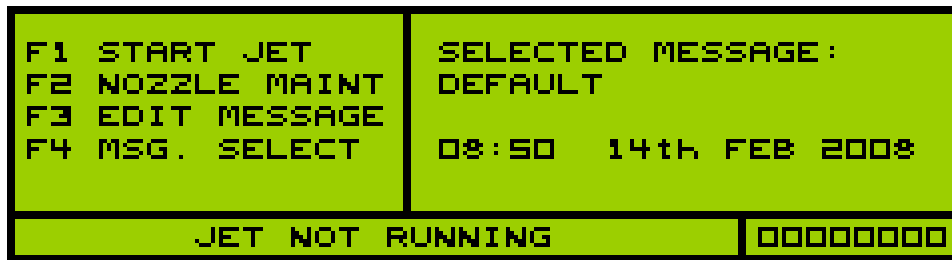 F1 START JET
F2 NOZZLE MAINT
F3 EDIT MESSAGE
F4 MSG. SELECT
SELECTED MESSAGE:
DEFAULT
08:50 14th FEB 2008
JET NOT RUNNING
00000000